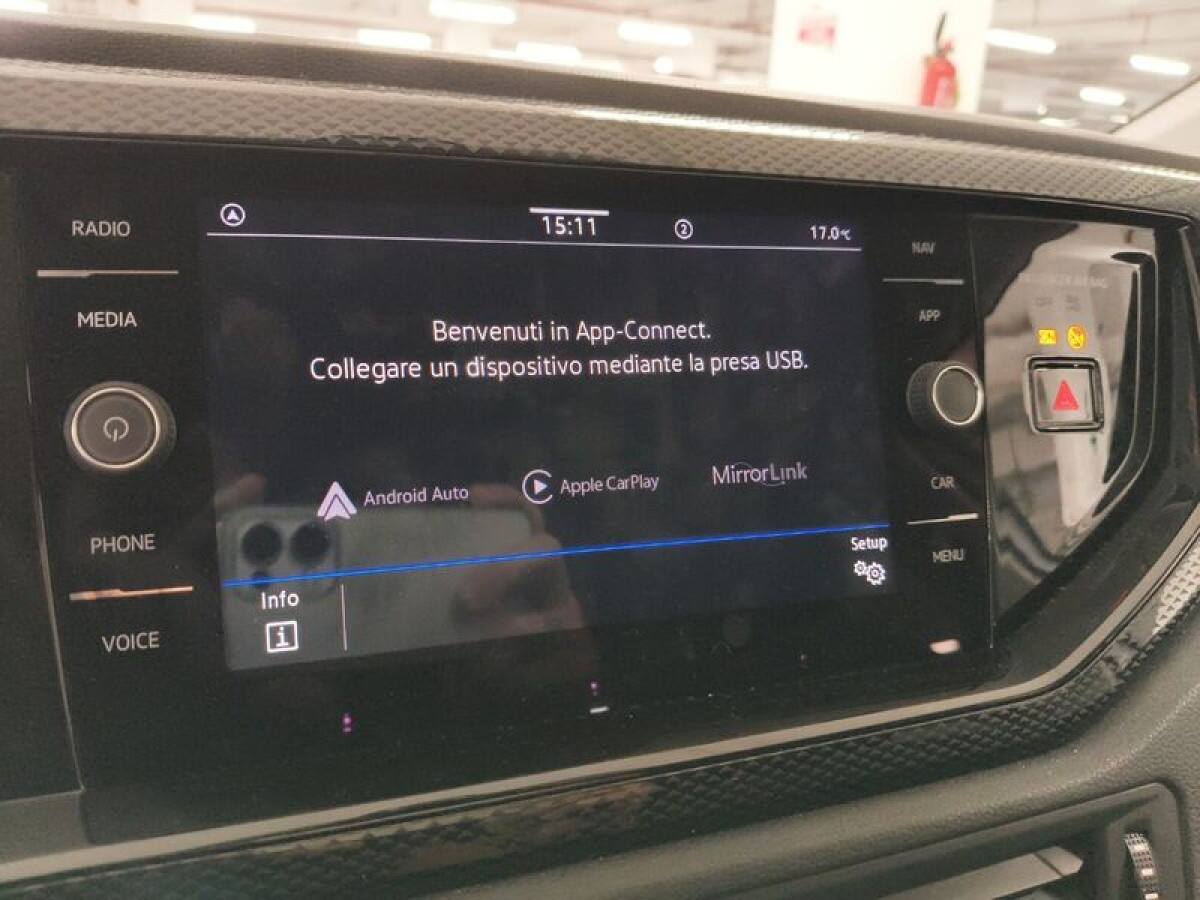 RADIO
MEDIA
PHONE
VOICE
15:11
2
17.0°C
Benvenuti in App-Connect.
Collegare un dispositivo mediante la presa USB.
Android Auto
Apple CarPlay
MirrorLink
Setup
Info
i
NAV
APP
CAR
MENU